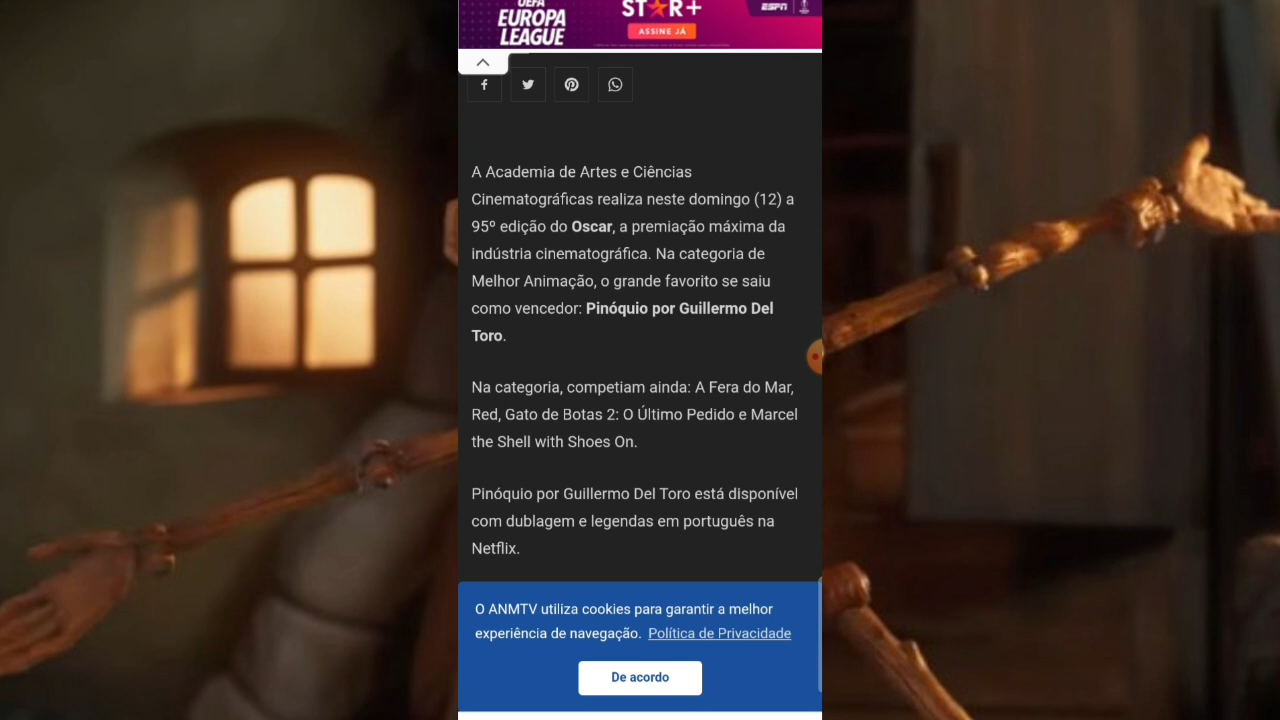 UEFA
EUROPA
LEAGUE
STAR+
ASSINE JÁ
ESPN
A Academia de Artes e Ciências
Cinematográficas realiza neste domingo (12) a
95º edição do Oscar, a premiação máxima da
indústria cinematográfica. Na categoria de
Melhor Animação, o grande favorito se saiu
como vencedor: Pinóquio por Guillermo Del
Toro.
Na categoria, competiam ainda: A Fera do Mar,
Red, Gato de Botas 2: O Último Pedido e Marcel
the Shell with Shoes On.
Pinóquio por Guillermo Del Toro está disponível
com dublagem e legendas em português na
Netflix.
O ANMTV utiliza cookies para garantir a melhor
experiência de navegação. Política de Privacidade
De acordo